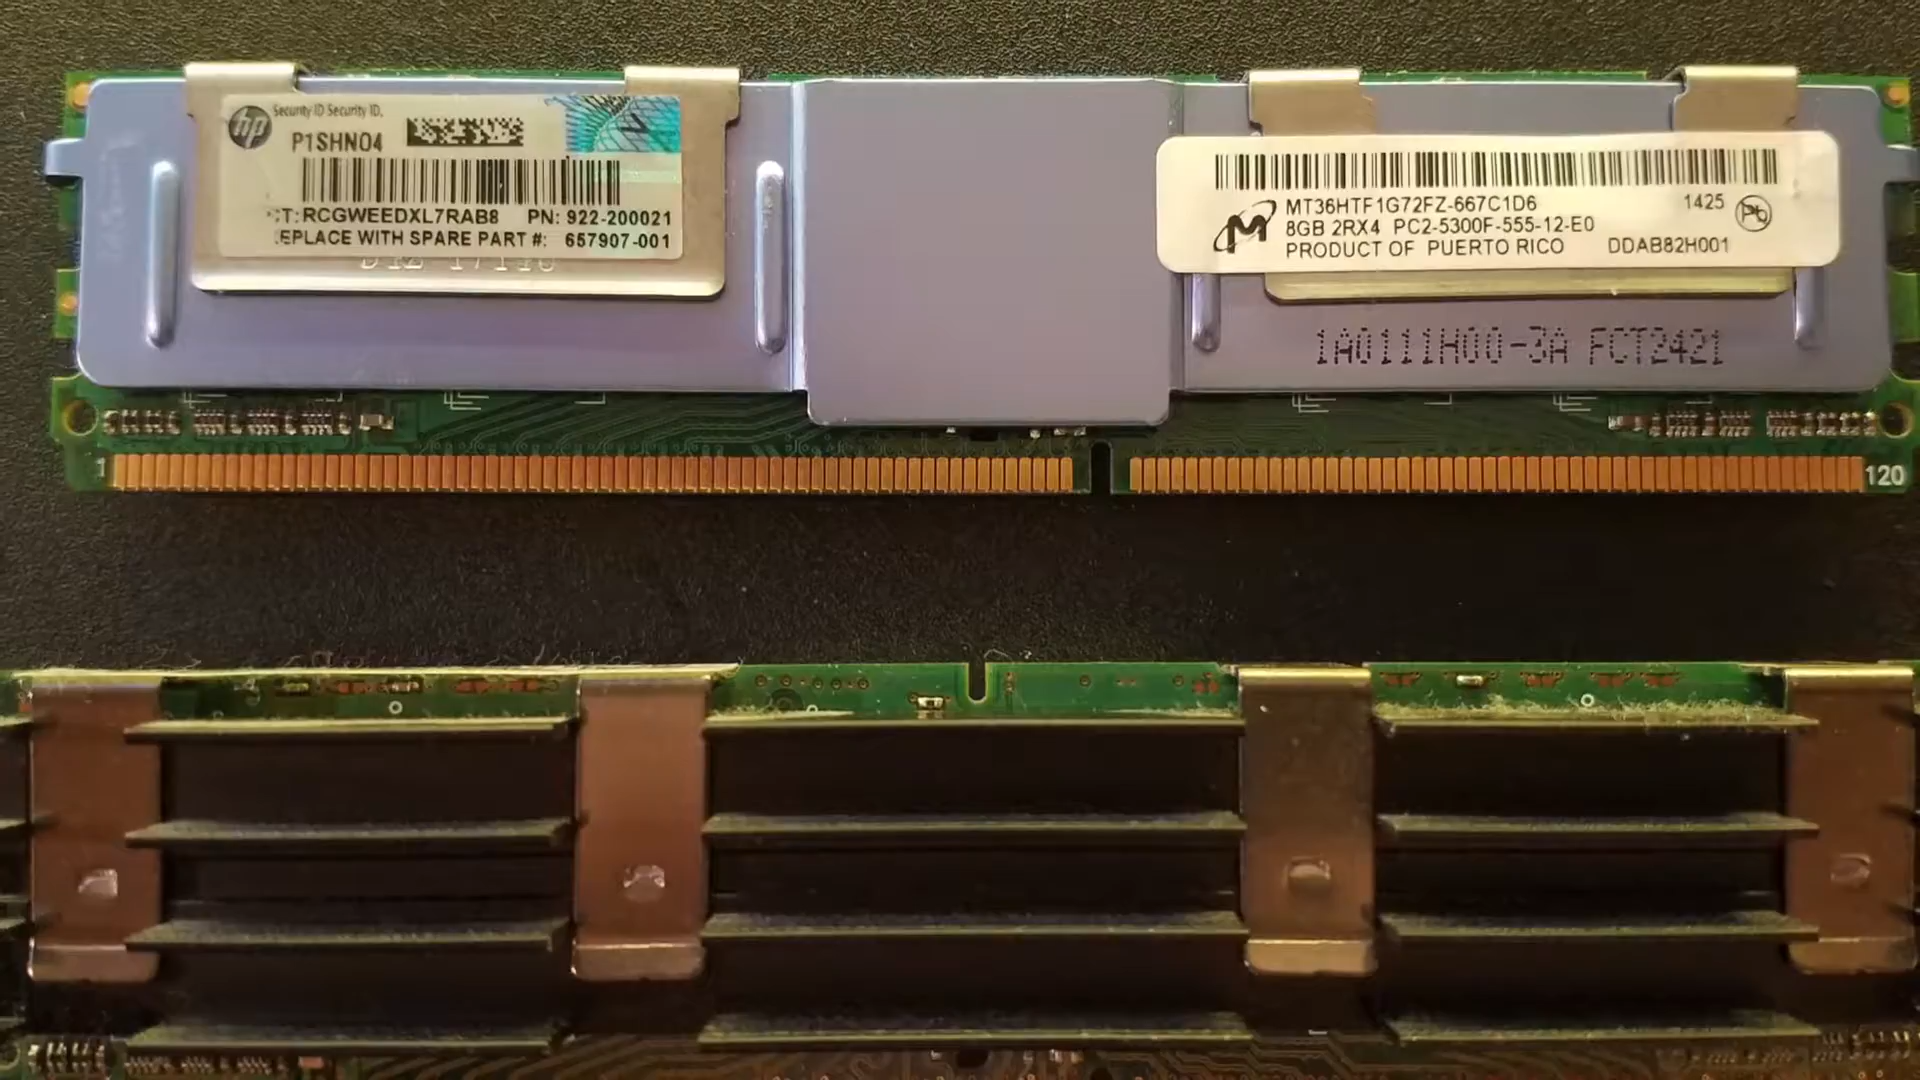 hp
Security ID Security ID.
P1SHN04
CT:RCGWEEDXL7RAB8 PN: 922-200021
REPLACE WITH SPARE PART #: 657907-001
MT36HTF1G72FZ-667C1D6 1425 Pb
8GB 2RX4 PC2-5300F-555-12-E0
PRODUCT OF PUERTO RICO DDAB82H001
1A0111H00-3A FCT2421
1
120